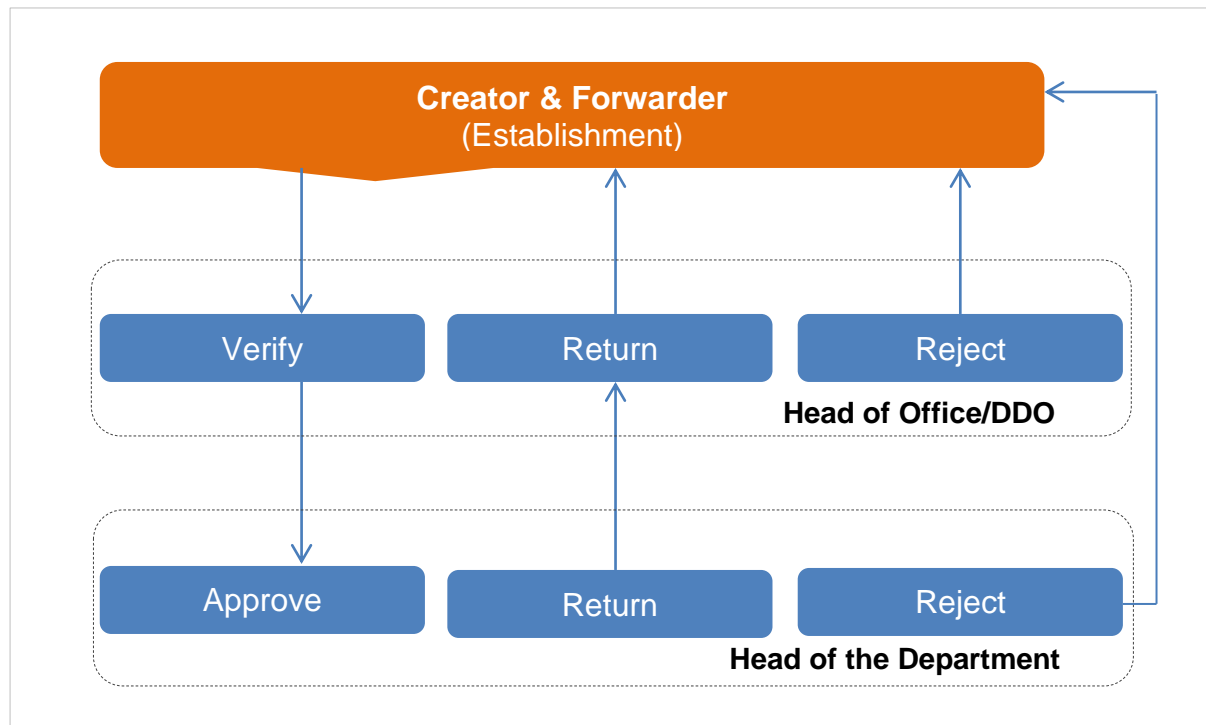 Creator & Forwarder
(Establishment)
Verify
Return
Reject
Head of Office/DDO
Approve
Return
Reject
Head of the Department